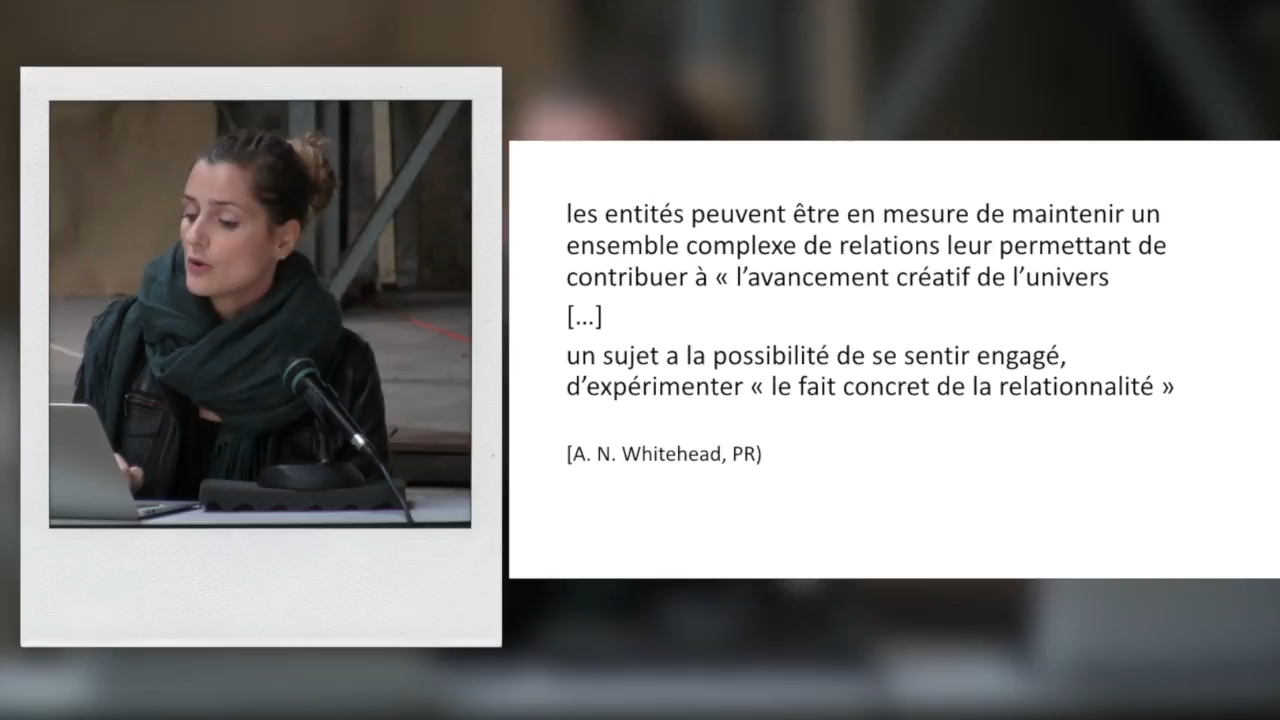 les entités peuvent être en mesure de maintenir un
ensemble complexe de relations leur permettant de
contribuer à « l’avancement créatif de l’univers
[...]
un sujet a la possibilité de se sentir engagé,
d’expérimenter « le fait concret de la relationnalité »
[A. N. Whitehead, PR)